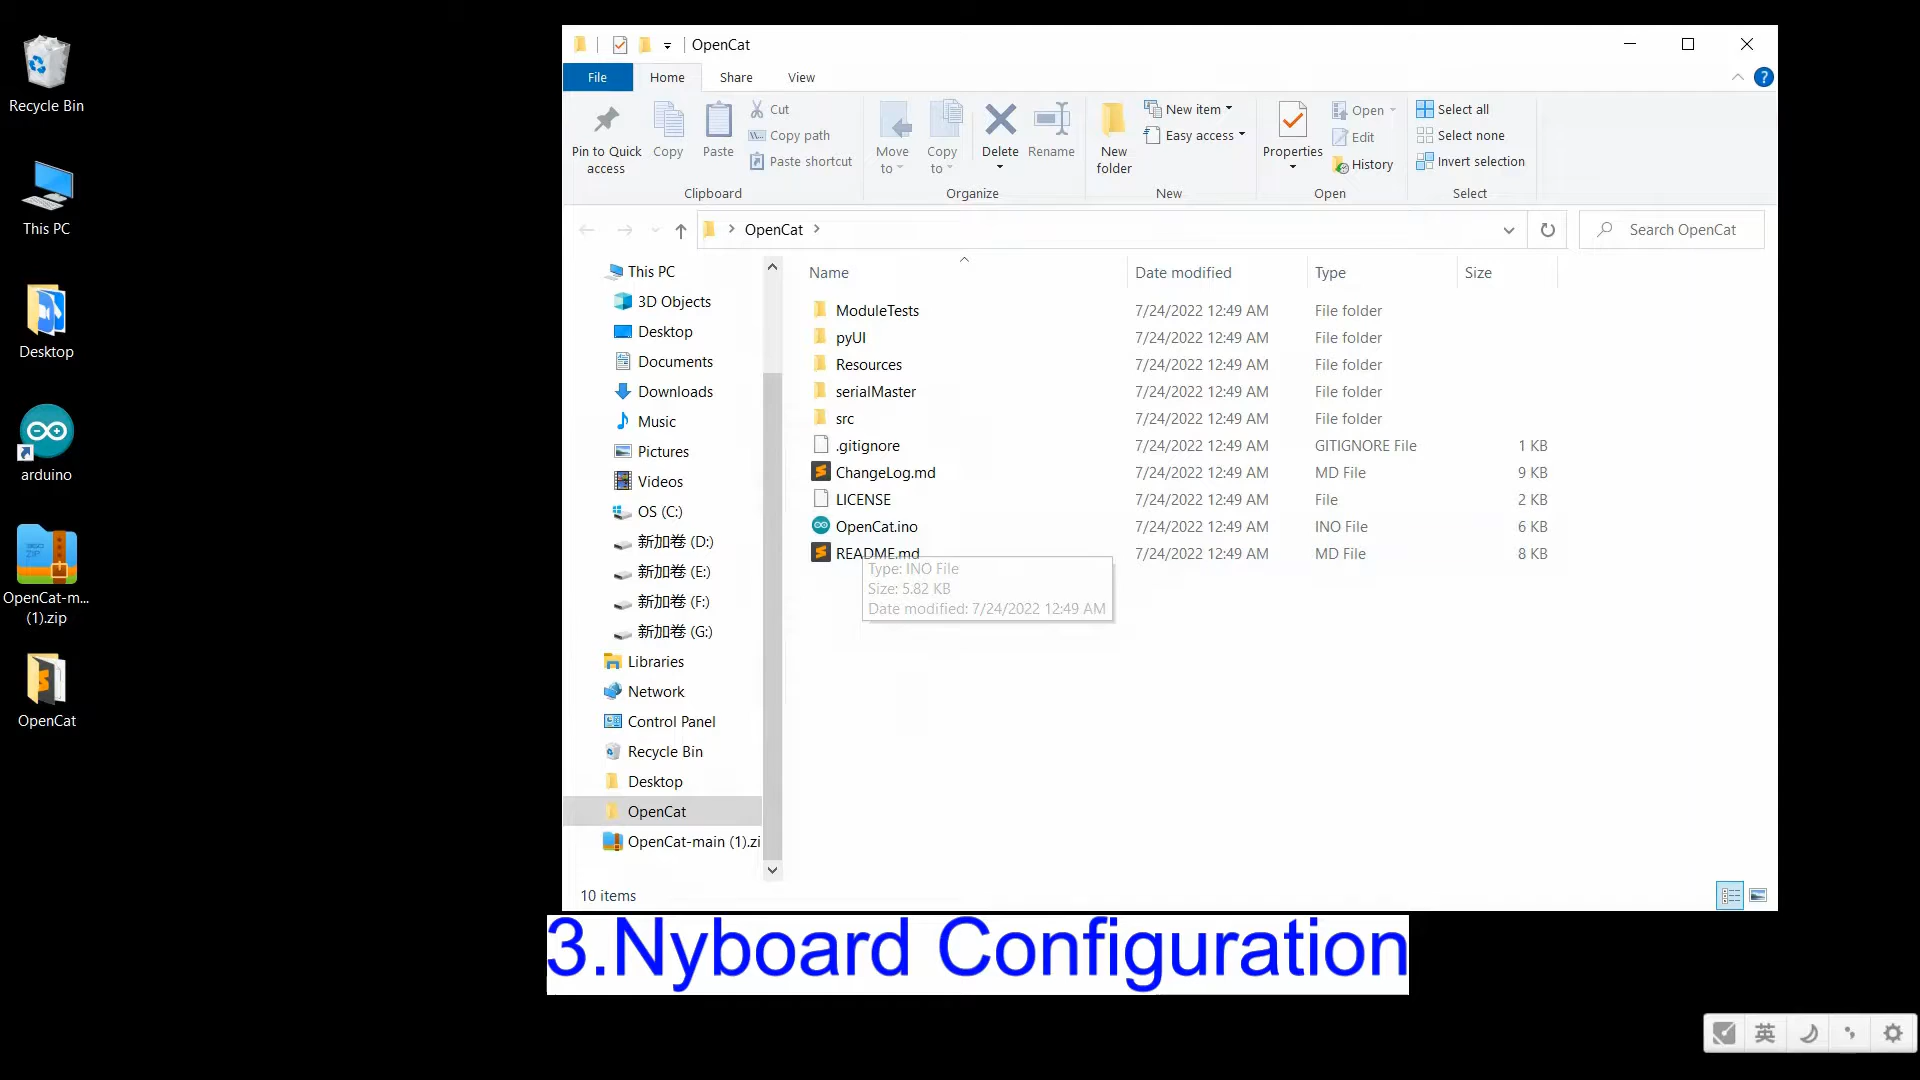 Recycle Bin
This PC
Desktop
arduino
OpenCat-m...
(1).zip
OpenCat
OpenCat
File
Home
Share
View
Pin to Quick
access
Copy
Paste
Cut
Copy path
Paste shortcut
Clipboard
Move
to
Copy
to
Delete
Rename
Organize
New
folder
New item
Easy access
New
Properties
Open
Edit
History
Open
Select all
Select none
Invert selection
Select
OpenCat
Search OpenCat
This PC
3D Objects
Desktop
Documents
Downloads
Music
Pictures
Videos
OS (C:)
新加卷 (D:)
新加卷 (E:)
新加卷 (F:)
新加卷 (G:)
Libraries
Network
Control Panel
Recycle Bin
Desktop
OpenCat
OpenCat-main (1).zi
Name Date modified Type Size
ModuleTests 7/24/2022 12:49 AM File folder
pyUI 7/24/2022 12:49 AM File folder
Resources 7/24/2022 12:49 AM File folder
serialMaster 7/24/2022 12:49 AM File folder
src 7/24/2022 12:49 AM File folder
.gitignore 7/24/2022 12:49 AM GITIGNORE File 1 KB
ChangeLog.md 7/24/2022 12:49 AM MD File 9 KB
LICENSE 7/24/2022 12:49 AM File 2 KB
OpenCat.ino 7/24/2022 12:49 AM INO File 6 KB
README.md 7/24/2022 12:49 AM MD File 8 KB
Type: INO File
Size: 5.82 KB
Date modified: 7/24/2022 12:49 AM
10 items
3.Nyboard Configuration
英